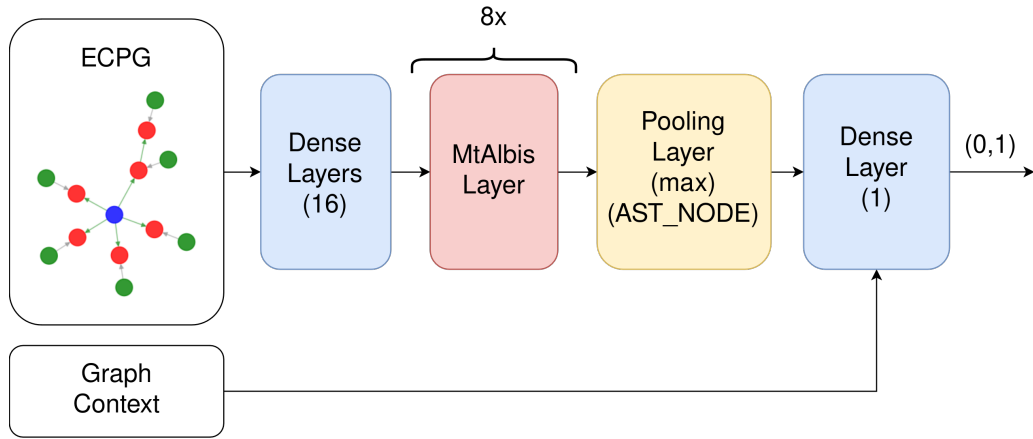 8x
ECPG
Dense
Layers
(16)
MtAlbis
Layer
Pooling
Layer
(max)
(AST_NODE)
Dense
Layer
(1)
(0,1)
Graph
Context